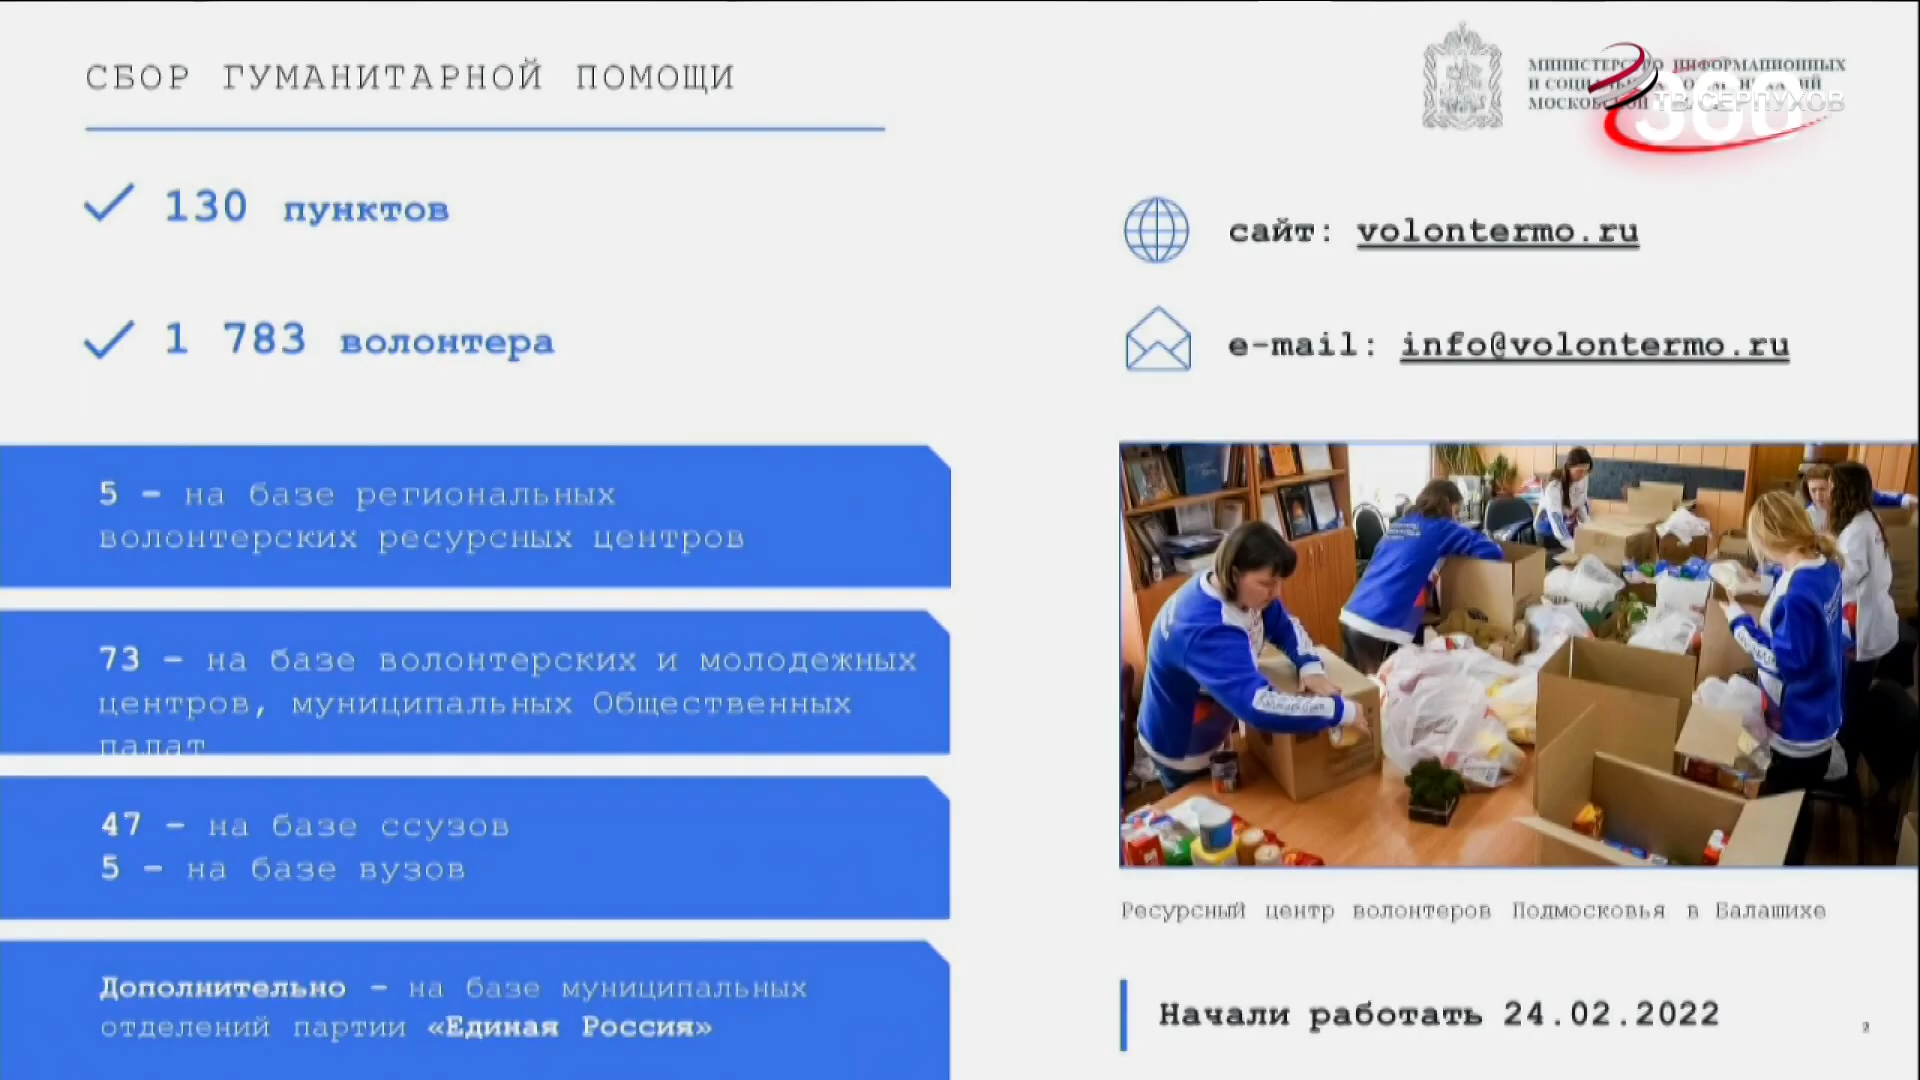 СБОР ГУМАНИТАРНОЙ ПОМОЩИ
МИНИСТЕРСТВО ИНФОРМАЦИОННЫХ
И
МОСКОВСКОЙ
360
ТВ СЕРПУХОВ
130 пунктов
1 783 волонтера
сайт: volontermo.ru
e-mail: info@volontermo.ru
5 – на базе региональных
волонтерских ресурсных центров
73 – на базе волонтерских и молодежных
центров, муниципальных Общественных
палат
47 – на базе ссузов
5 – на базе вузов
Дополнительно – на базе муниципальных
отделений партии «Единая Россия»
Ресурсный центр волонтеров Подмосковья в Балашихе
Начали работать 24.02.2022
2